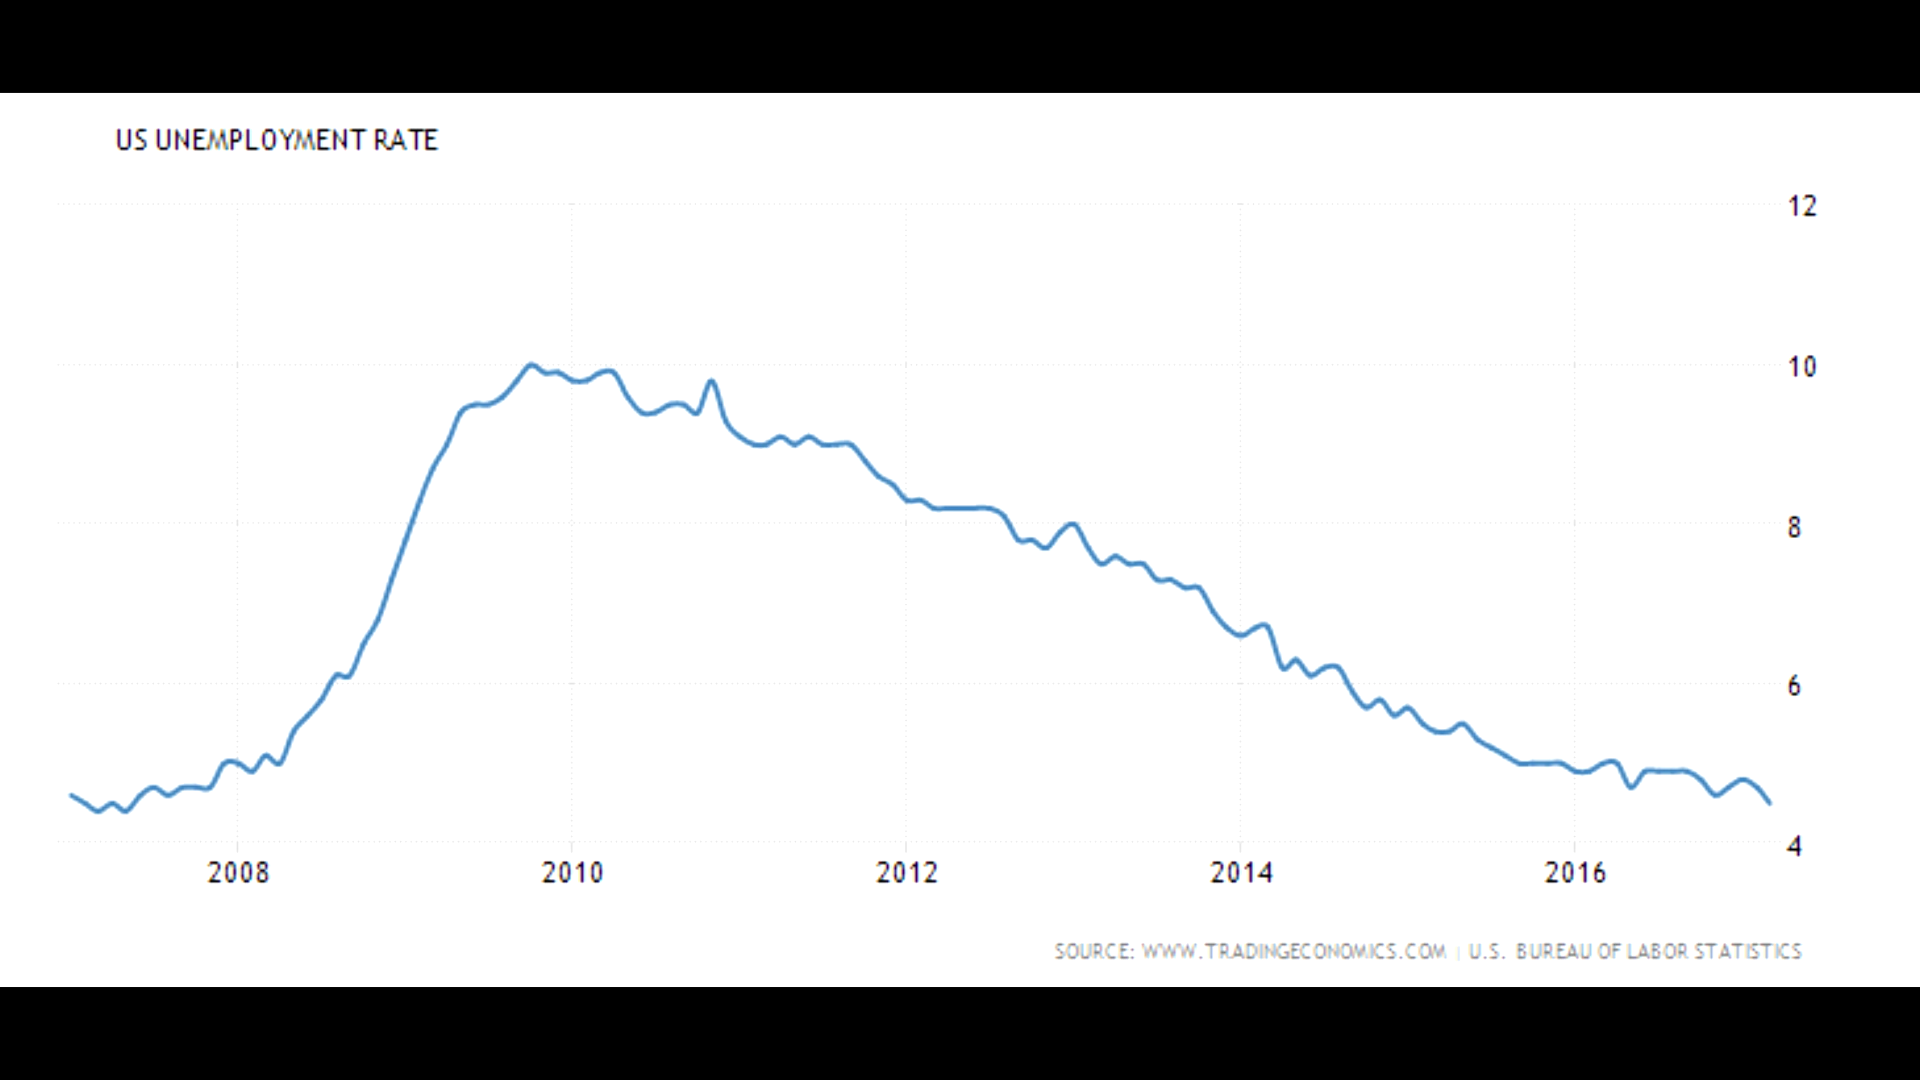 US UNEMPLOYMENT RATE
12
10
8
6
4
2008 2010 2012 2014 2016
SOURCE: WWW.TRADINGECONOMICS.COM | U.S. BUREAU OF LABOR STATISTICS